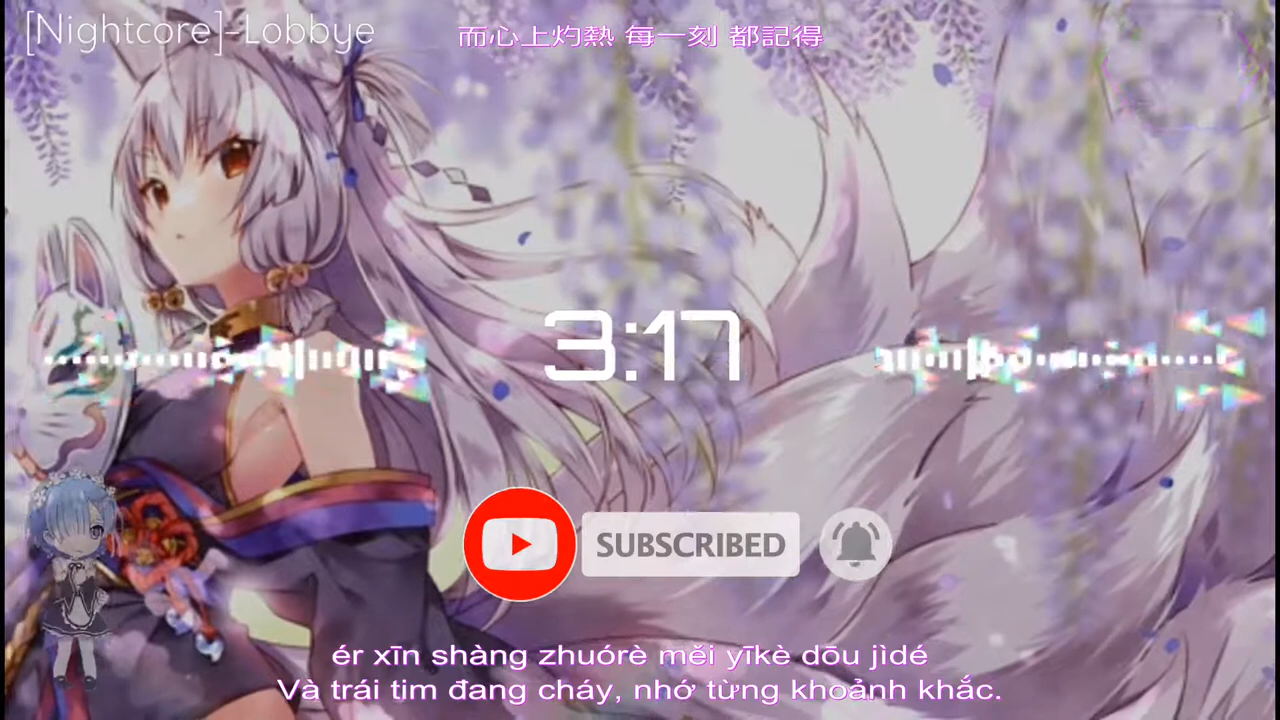 [Nightcore]-Lobbye
而心上灼熱 每一刻 都記得
3:17
SUBSCRIBED
ér xīn shàng zhuórè měi yīkè dōu jìdé
Và trái tim đang cháy, nhớ từng khoảnh khắc.